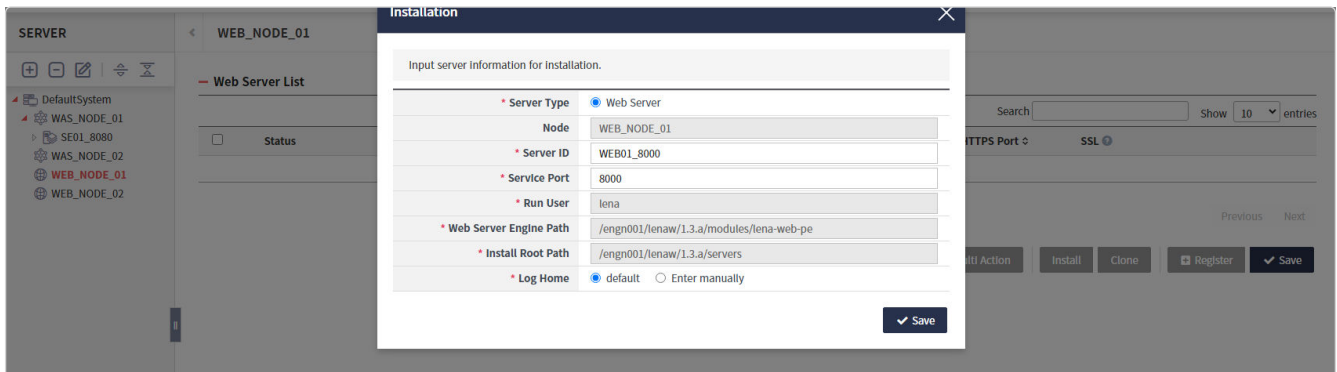 Installation
SERVER
WEB_NODE_01
Input server information for installation.
Web Server List
DefaultSystem
WAS_NODE_01
SE01_8080
WAS_NODE_02
WEB_NODE_01
WEB_NODE_02
Search
Show 10 entries
Status
HTTPS Port
SSL
* Server Type Web Server
Node WEB_NODE_01
* Server ID WEB01_8000
* Service Port 8000
* Run User lena
* Web Server Engine Path /engn001/lenaw/1.3.a/modules/lena-web-pe
* Install Root Path /engn001/lenaw/1.3.a/servers
* Log Home default Enter manually
Save
Previous Next
Action Install Clone Register Save